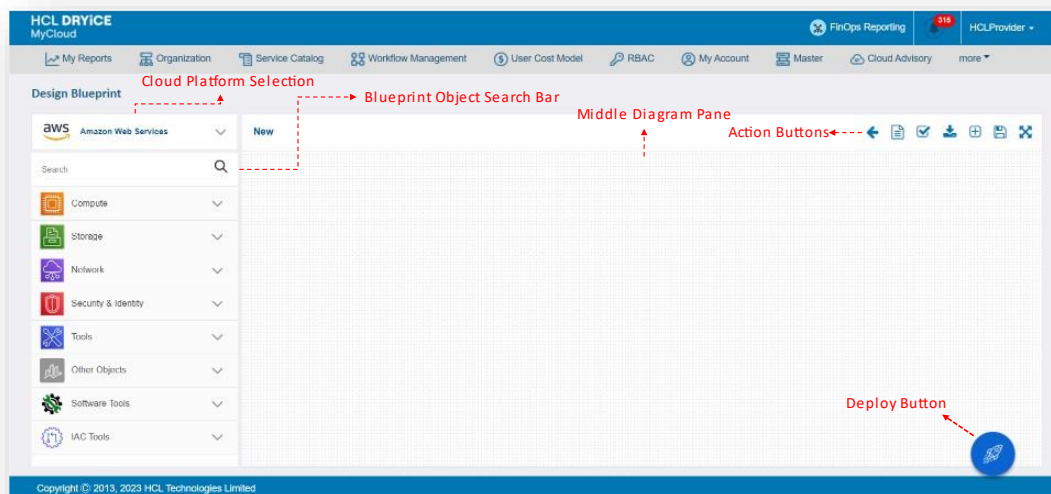 HCL DRYiCE
MyCloud
FinOps Reporting
316
HCLProvider
My Reports
Organization
Service Catalog
Workflow Management
User Cost Model
RBAC
My Account
Master
Cloud Advisory
more
Cloud Platform Selection
Design Blueprint
Blueprint Object Search Bar
Middle Diagram Pane
aws Amazon Web Services
New
Action Buttons
Search
Compute
Storage
Network
Security & Identity
Tools
Other Objects
Software Tools
Deploy Button
IAC Tools
Copyright © 2013, 2023 HCL Technologies Limited